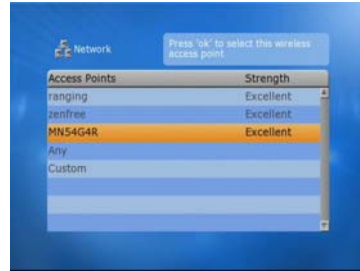 Network
Press 'ok' to select this wireless
access point
Access Points Strength
ranging Excellent
zenfree Excellent
MN54G4R Excellent
Any
Custom